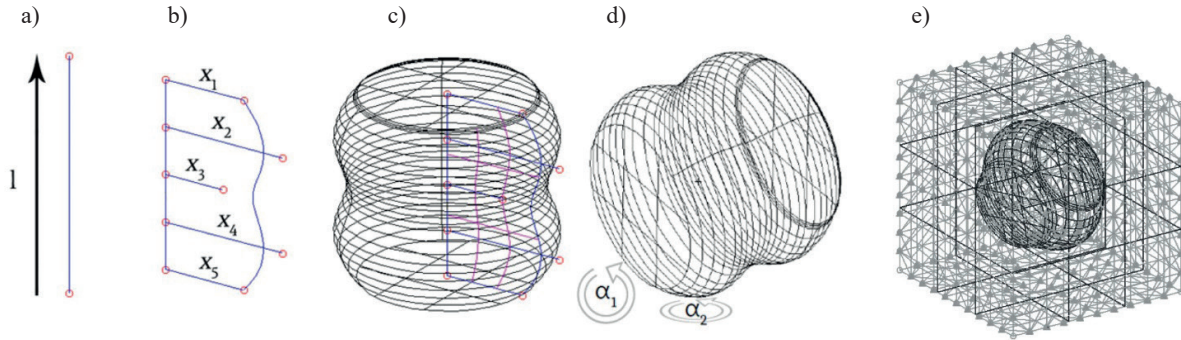 a) b) c) d) e)
l
x₁
x₂
x₃
x₄
x₅
α₁
α₂